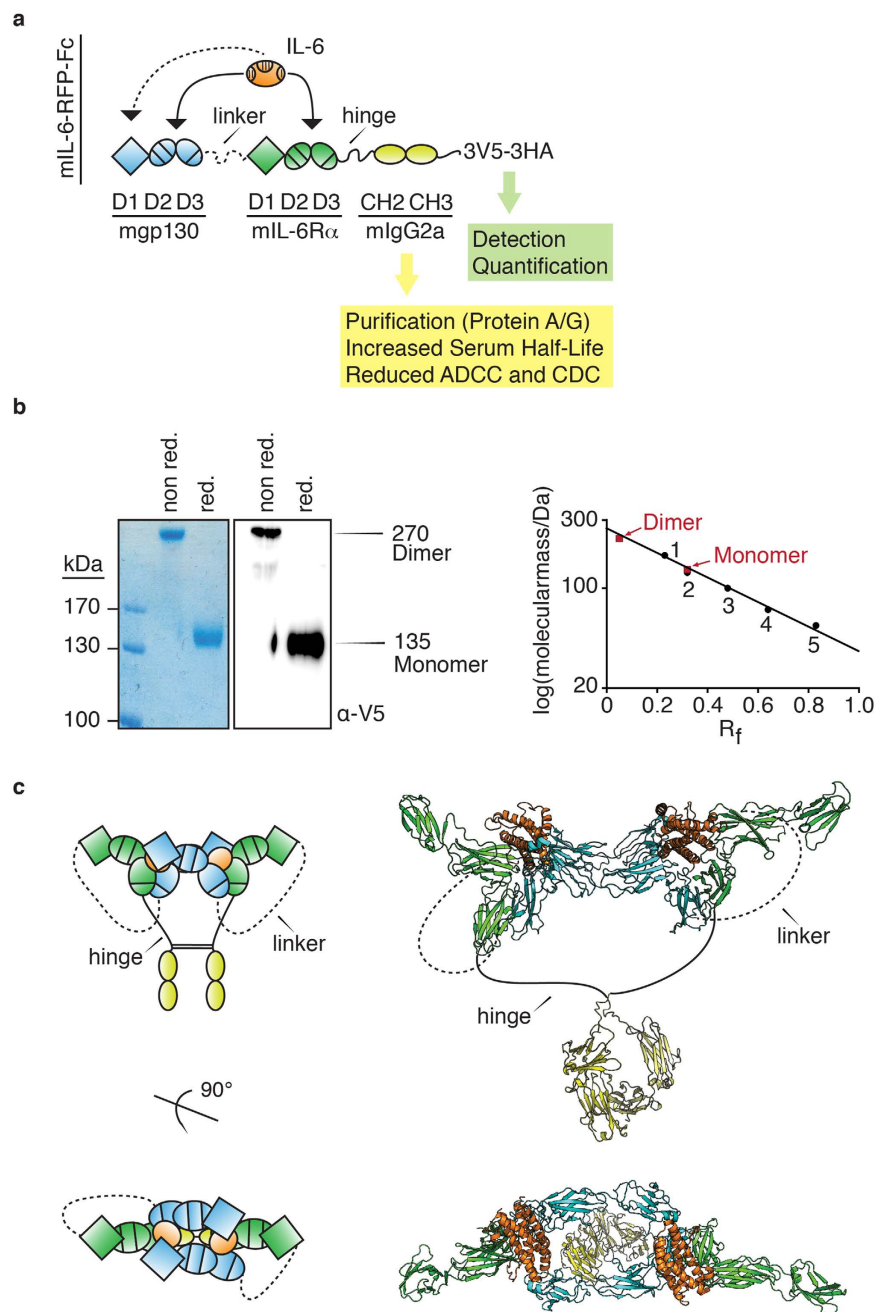 a
mIL-6-RFP-Fc
IL-6
linker
hinge
3V5-3HA
D1 D2 D3
D1 D2 D3
CH2 CH3
mgp130
mIL-6Rα
mIgG2a
Detection
Quantification
Purification (Protein A/G)
Increased Serum Half-Life
Reduced ADCC and CDC
b
non red.
red.
non red.
red.
kDa
170
130
100
270
Dimer
135
Monomer
α-V5
log(molecularmass/Da)
300
100
20
Dimer
1
Monomer
2
3
4
5
0
0.2
0.4
0.6
0.8
1.0
Rf
c
hinge
linker
linker
hinge
90°